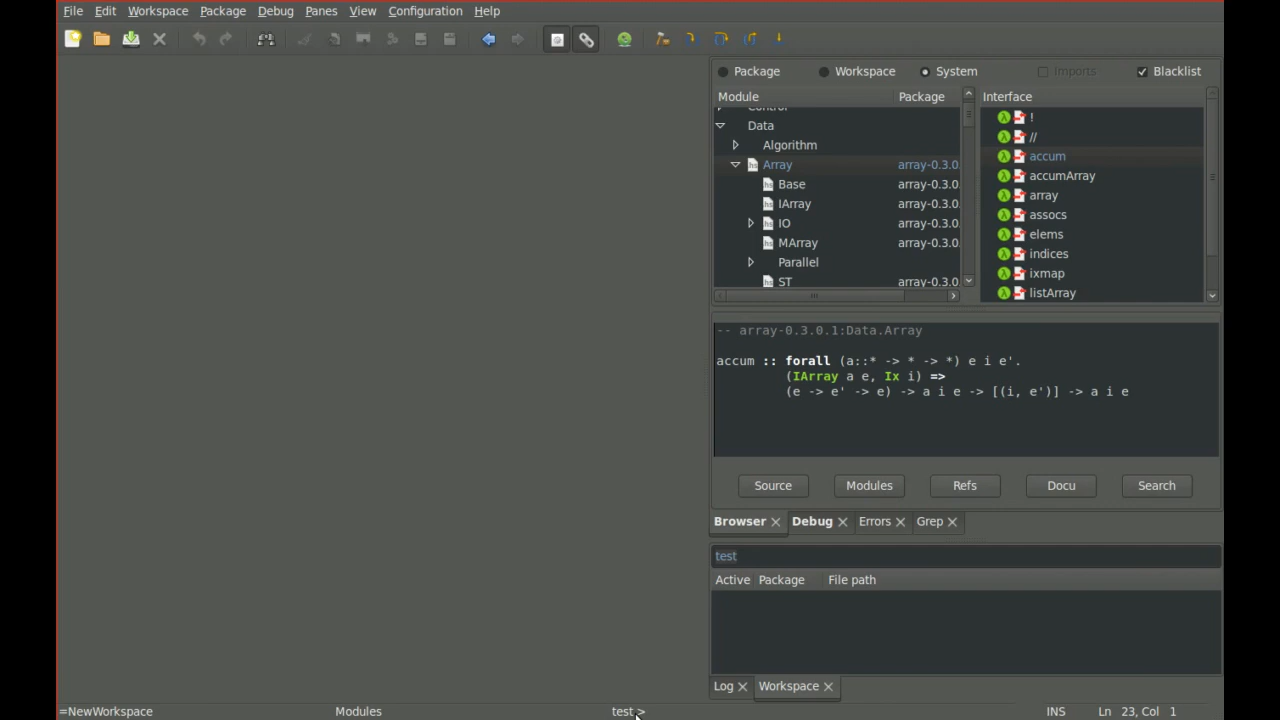 File Edit Workspace Package Debug Panes View Configuration Help
Package Workspace System Imports Blacklist
Module Package
Control
Data
Algorithm
Array array-0.3.0.
Base array-0.3.0.
IArray array-0.3.0.
IO array-0.3.0.
MArray array-0.3.0.
Parallel
ST array-0.3.0.
Interface
!
//
accum
accumArray
array
assocs
elems
indices
ixmap
listArray
-- array-0.3.0.1:Data.Array
accum :: forall (a::* -> * -> *) e i e'.
(IArray a e, Ix i) =>
(e -> e' -> e) -> a i e -> [(i, e')] -> a i e
Source Modules Refs Docu Search
Browser Debug Errors Grep
test
Active Package File path
Log Workspace
=NewWorkspace Modules test > INS Ln 23, Col 1